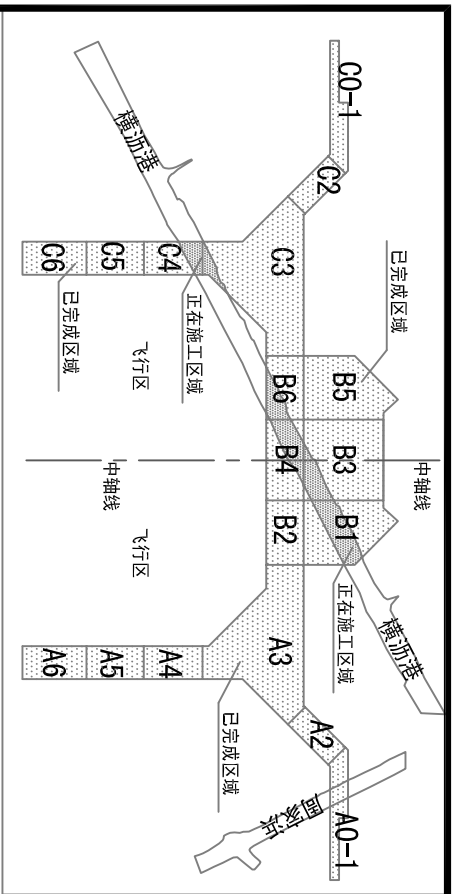 C0-1
横沥港
C2
C3
已完成区域
C6
C5
C4
已完成区域
飞行区
正在施工区域
B6
B5
中轴线
B4
B3
中轴线
飞行区
B2
B1
正在施工区域
横沥港
A6
A5
A4
A3
A2
已完成区域
周家浜
A0-1